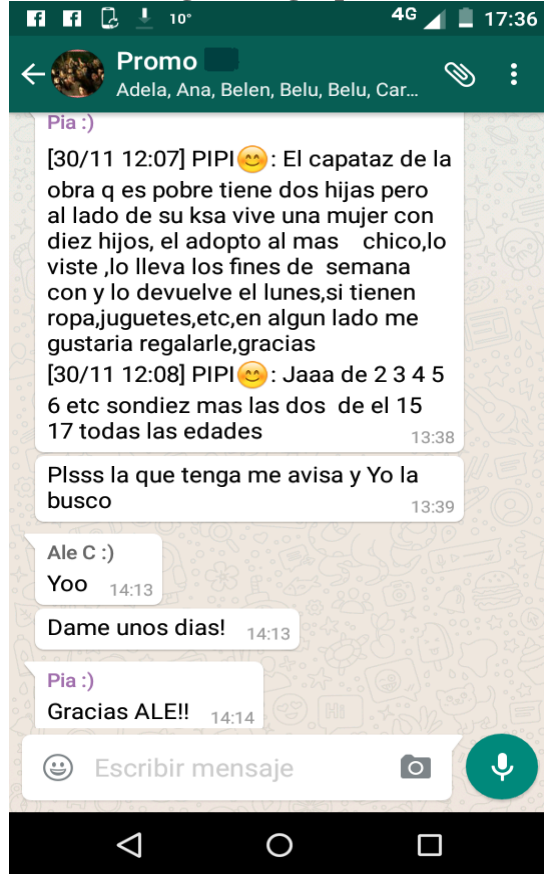 10°
4G
17:36
Promo
Adela, Ana, Belen, Belu, Belu, Car...
Pia :)
[30/11 12:07] PIPI😊: El capataz de la
obra q es pobre tiene dos hijas pero
al lado de su ksa vive una mujer con
diez hijos, el adopto al mas chico,lo
viste ,lo lleva los fines de semana
con y lo devuelve el lunes,si tienen
ropa,juguetes,etc,en algun lado me
gustaria regalarle,gracias
[30/11 12:08] PIPI😊: Jaaa de 2 3 4 5
6 etc sondiez mas las dos de el 15
17 todas las edades
13:38
Plsss la que tenga me avisa y Yo la
busco
13:39
Ale C :)
Yoo 14:13
Dame unos dias! 14:13
Pia :)
Gracias ALE!! 14:14
Escribir mensaje